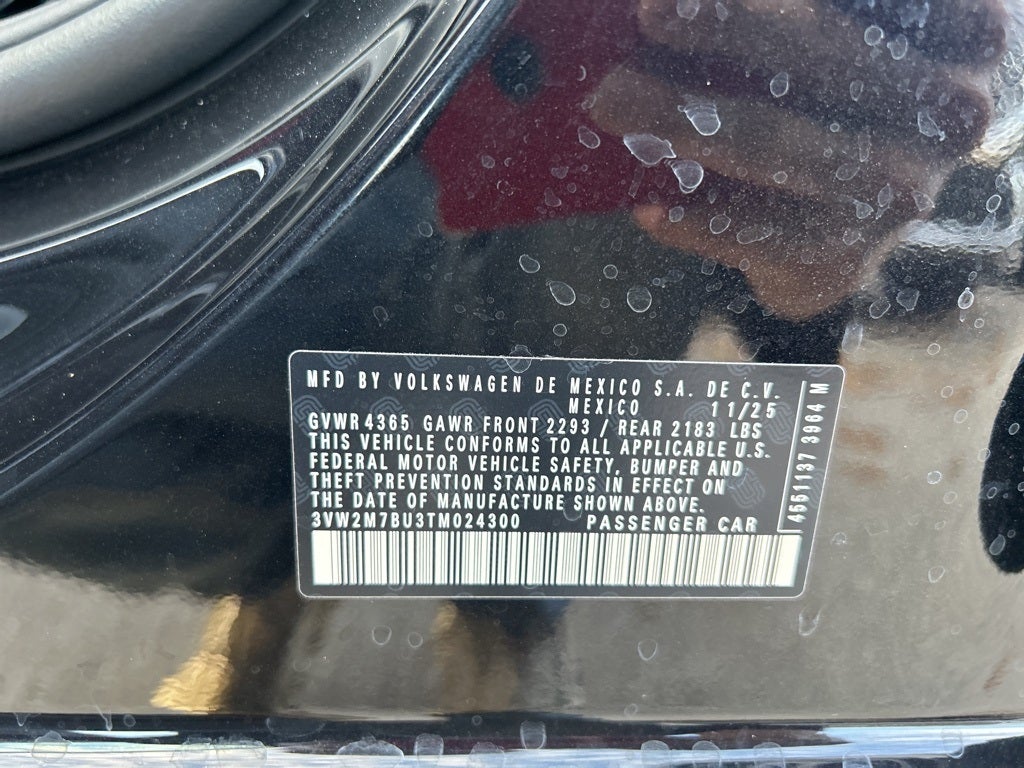 MFD BY VOLKSWAGEN DE MEXICO S.A. DE C.V.
MEXICO 11/25
GVWR 4365 GAWR FRONT 2293 / REAR 2183 LBS
THIS VEHICLE CONFORMS TO ALL APPLICABLE U.S.
FEDERAL MOTOR VEHICLE SAFETY, BUMPER AND
THEFT PREVENTION STANDARDS IN EFFECT ON
THE DATE OF MANUFACTURE SHOWN ABOVE.
3VW2M7BU3TM024300 PASSENGER CAR
4551137 3964 M